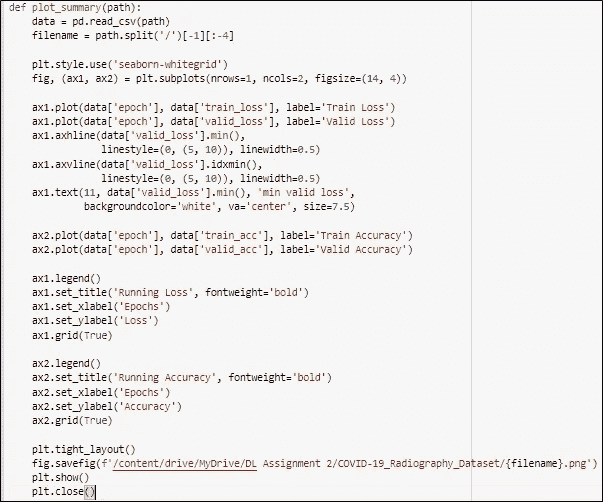 def plot_summary(path):
    data = pd.read_csv(path)
    filename = path.split('/')[-1][:-4]

    plt.style.use('seaborn-whitegrid')
    fig, (ax1, ax2) = plt.subplots(nrows=1, ncols=2, figsize=(14, 4))

    ax1.plot(data['epoch'], data['train_loss'], label='Train Loss')
    ax1.plot(data['epoch'], data['valid_loss'], label='Valid Loss')
    ax1.axhline(data['valid_loss'].min(),
                linestyle=(0, (5, 10)), linewidth=0.5)
    ax1.axvline(data['valid_loss'].idxmin(),
                linestyle=(0, (5, 10)), linewidth=0.5)
    ax1.text(11, data['valid_loss'].min(), 'min valid loss',
             backgroundcolor='white', va='center', size=7.5)

    ax2.plot(data['epoch'], data['train_acc'], label='Train Accuracy')
    ax2.plot(data['epoch'], data['valid_acc'], label='Valid Accuracy')

    ax1.legend()
    ax1.set_title('Running Loss', fontweight='bold')
    ax1.set_xlabel('Epochs')
    ax1.set_ylabel('Loss')
    ax1.grid(True)

    ax2.legend()
    ax2.set_title('Running Accuracy', fontweight='bold')
    ax2.set_xlabel('Epochs')
    ax2.set_ylabel('Accuracy')
    ax2.grid(True)

    plt.tight_layout()
    fig.savefig(f'/content/drive/MyDrive/DL Assignment 2/COVID-19_Radiography_Dataset/{filename}.png')
    plt.show()
    plt.close()